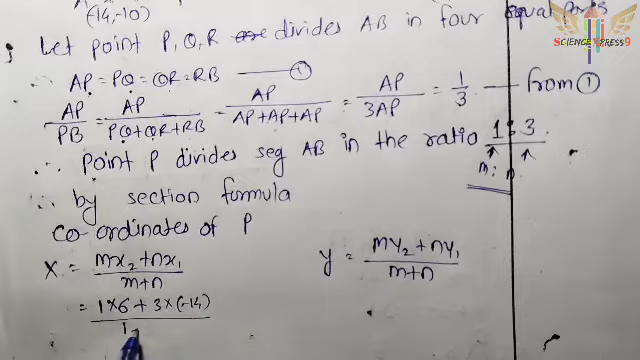 (-14,-10)
SCIENCE XPRESS 9
; Let point P, Q, R divides AB in four equal parts
∴ AP = PQ = QR = RB —— ①
AP/PB = AP/(PQ+QR+RB) = AP/(AP+AP+AP) = AP/3AP = 1/3 — from ①
∴ Point P divides seg AB in the ratio 1:3.
m : n
∴ by section formula
co-ordinates of P
x = (mx₂+nx₁)/(m+n) y = (my₂+ny₁)/(m+n)
= (1×6 + 3×(-14))/1